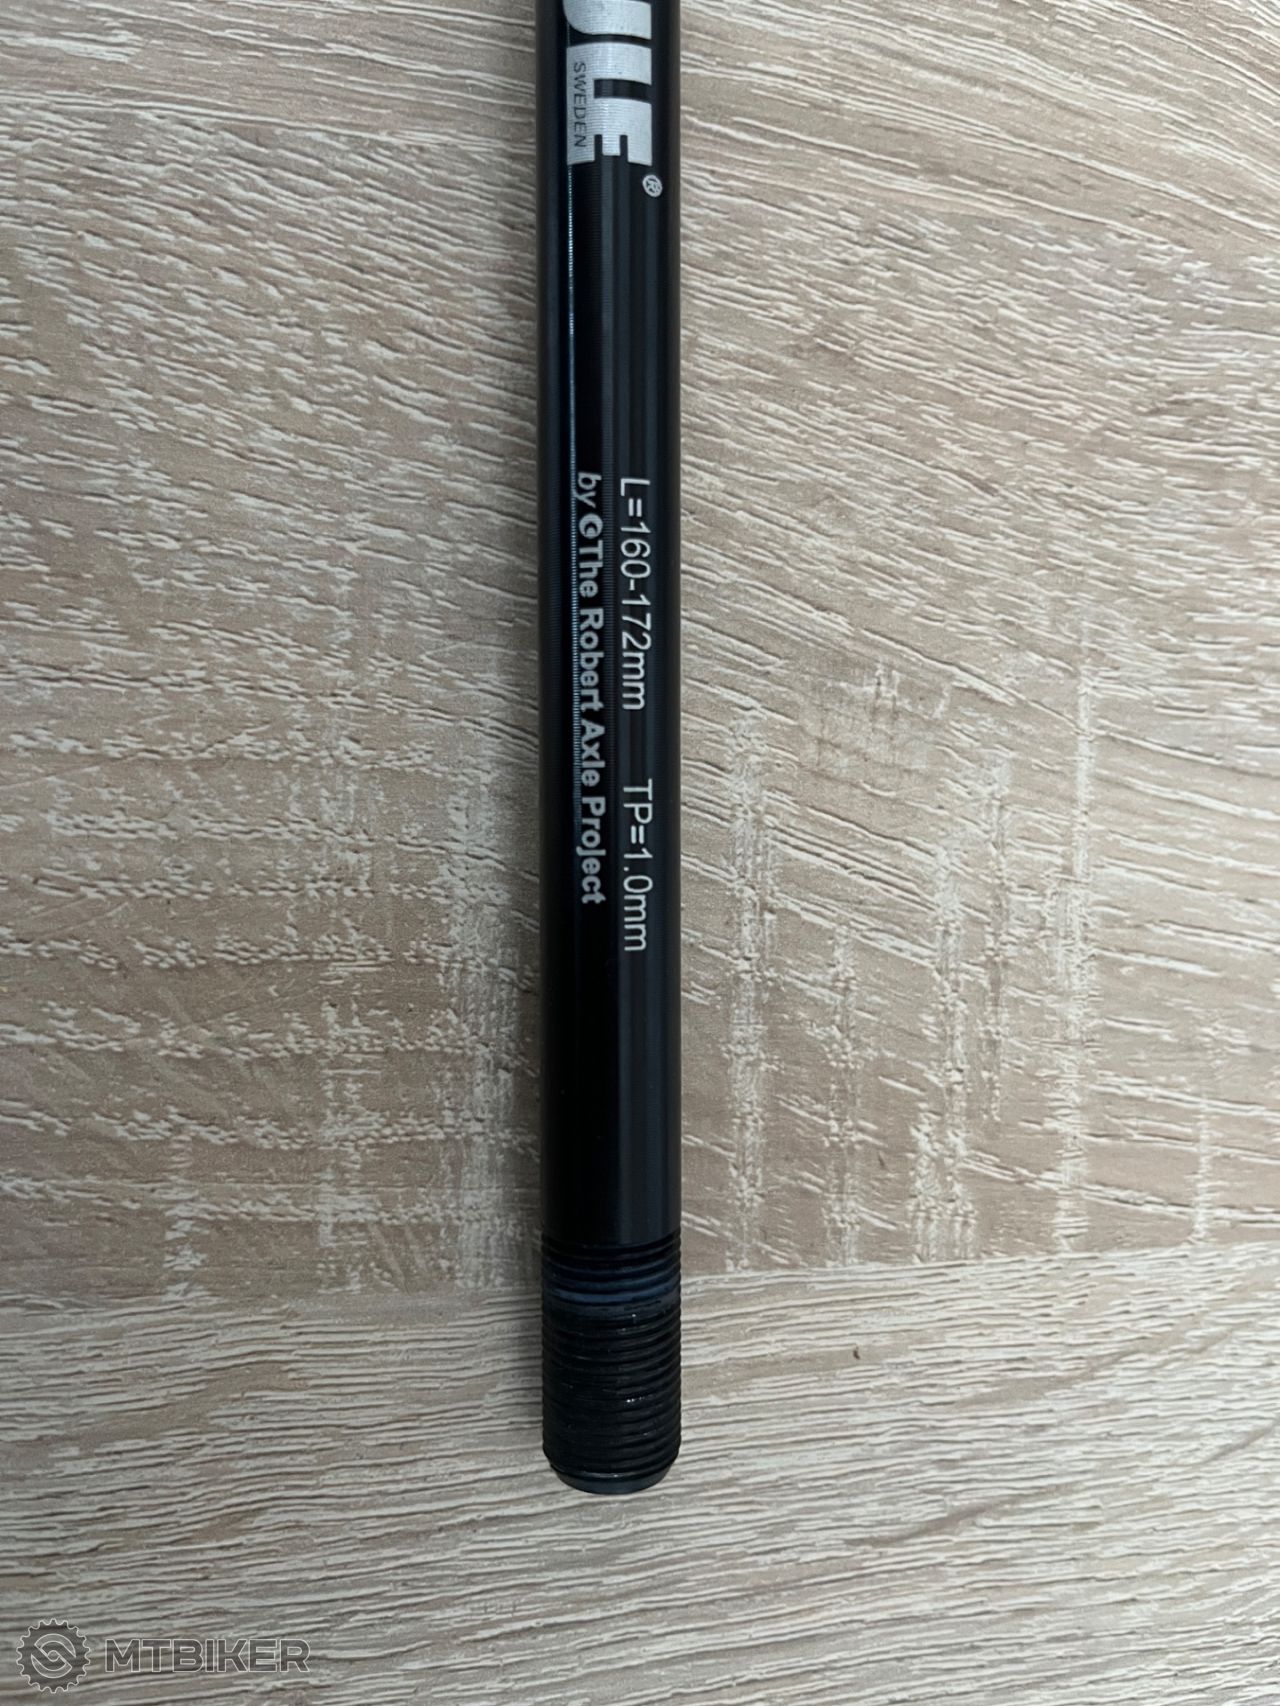 SWEDEN
®
L=160-172mm TP=1.0mm
by The Robert Axle Project
MTBIKER